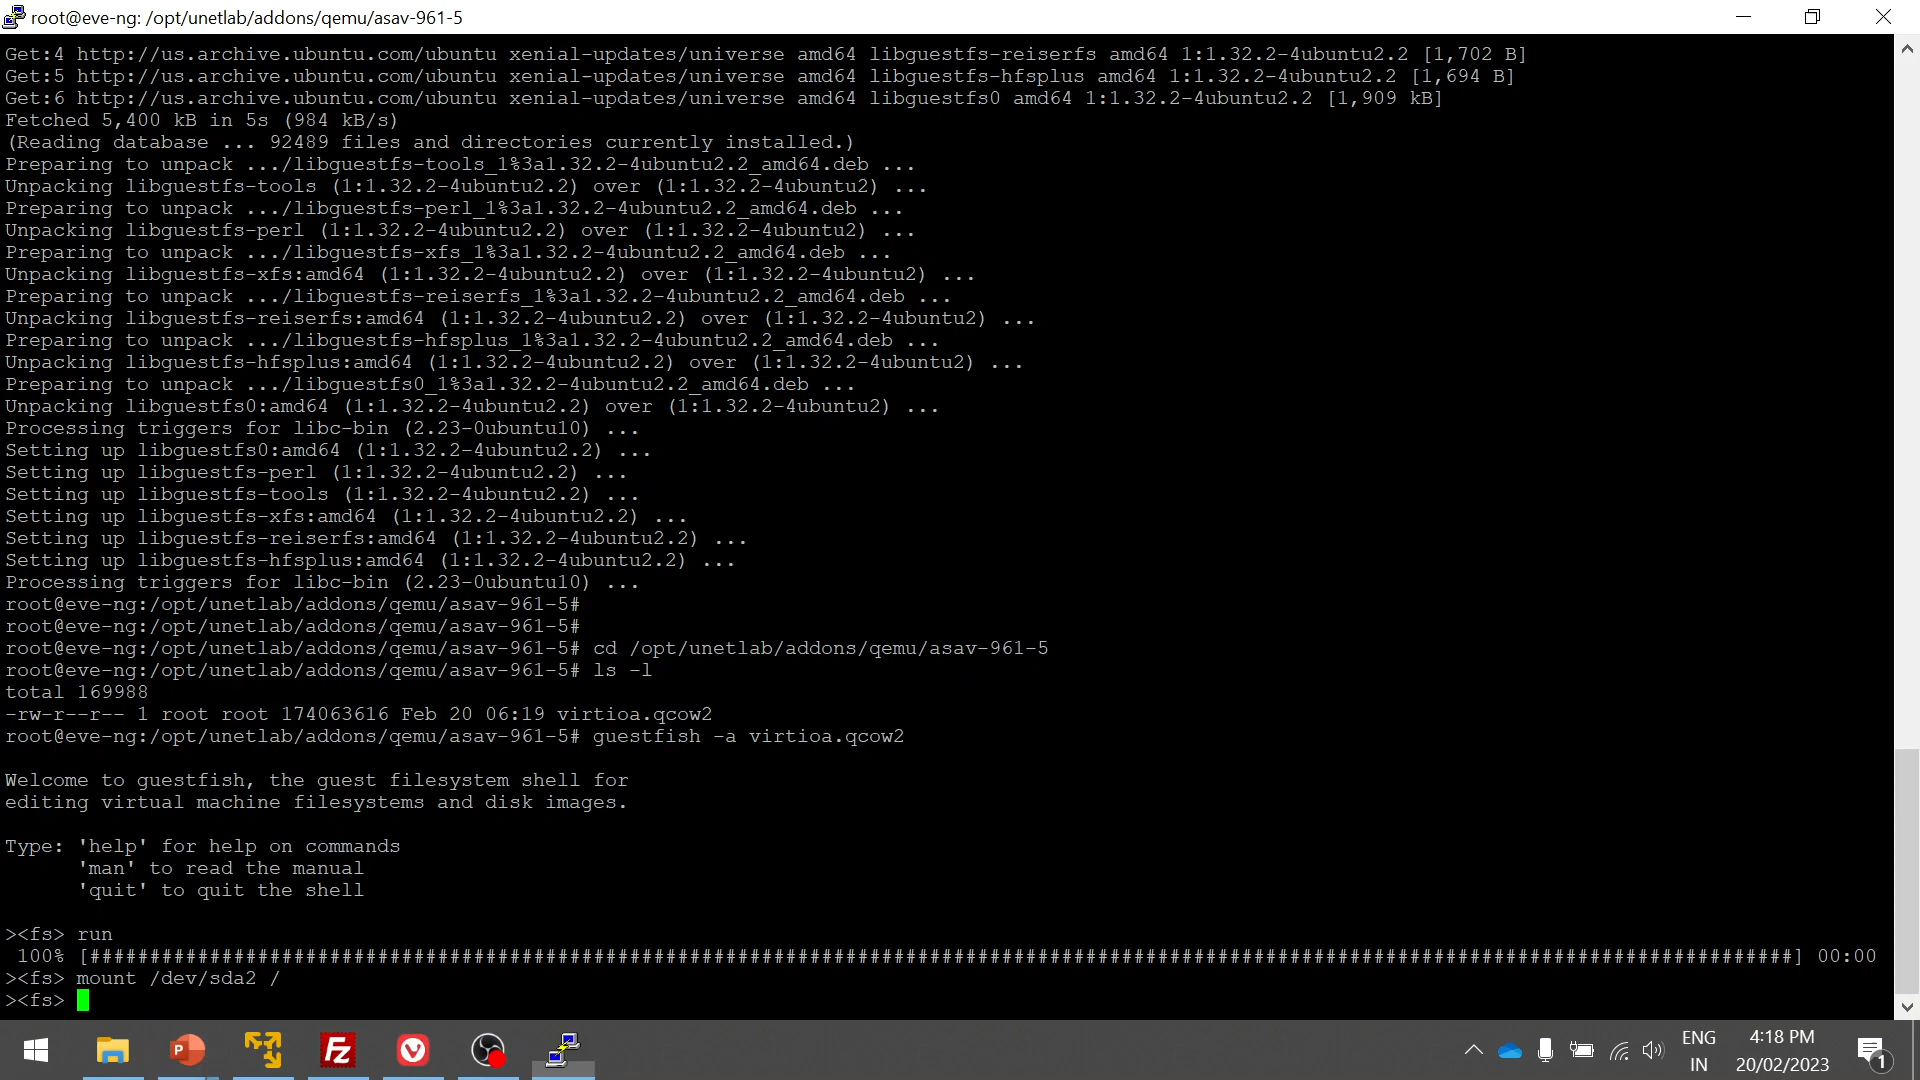 root@eve-ng: /opt/unetlab/addons/qemu/asav-961-5
Get:4 http://us.archive.ubuntu.com/ubuntu xenial-updates/universe amd64 libguestfs-reiserfs amd64 1:1.32.2-4ubuntu2.2 [1,702 B]
Get:5 http://us.archive.ubuntu.com/ubuntu xenial-updates/universe amd64 libguestfs-hfsplus amd64 1:1.32.2-4ubuntu2.2 [1,694 B]
Get:6 http://us.archive.ubuntu.com/ubuntu xenial-updates/universe amd64 libguestfs0 amd64 1:1.32.2-4ubuntu2.2 [1,909 kB]
Fetched 5,400 kB in 5s (984 kB/s)
(Reading database ... 92489 files and directories currently installed.)
Preparing to unpack .../libguestfs-tools_1%3a1.32.2-4ubuntu2.2_amd64.deb ...
Unpacking libguestfs-tools (1:1.32.2-4ubuntu2.2) over (1:1.32.2-4ubuntu2) ...
Preparing to unpack .../libguestfs-perl_1%3a1.32.2-4ubuntu2.2_amd64.deb ...
Unpacking libguestfs-perl (1:1.32.2-4ubuntu2.2) over (1:1.32.2-4ubuntu2) ...
Preparing to unpack .../libguestfs-xfs_1%3a1.32.2-4ubuntu2.2_amd64.deb ...
Unpacking libguestfs-xfs:amd64 (1:1.32.2-4ubuntu2.2) over (1:1.32.2-4ubuntu2) ...
Preparing to unpack .../libguestfs-reiserfs_1%3a1.32.2-4ubuntu2.2_amd64.deb ...
Unpacking libguestfs-reiserfs:amd64 (1:1.32.2-4ubuntu2.2) over (1:1.32.2-4ubuntu2) ...
Preparing to unpack .../libguestfs-hfsplus_1%3a1.32.2-4ubuntu2.2_amd64.deb ...
Unpacking libguestfs-hfsplus:amd64 (1:1.32.2-4ubuntu2.2) over (1:1.32.2-4ubuntu2) ...
Preparing to unpack .../libguestfs0_1%3a1.32.2-4ubuntu2.2_amd64.deb ...
Unpacking libguestfs0:amd64 (1:1.32.2-4ubuntu2.2) over (1:1.32.2-4ubuntu2) ...
Processing triggers for libc-bin (2.23-0ubuntu10) ...
Setting up libguestfs0:amd64 (1:1.32.2-4ubuntu2.2) ...
Setting up libguestfs-perl (1:1.32.2-4ubuntu2.2) ...
Setting up libguestfs-tools (1:1.32.2-4ubuntu2.2) ...
Setting up libguestfs-xfs:amd64 (1:1.32.2-4ubuntu2.2) ...
Setting up libguestfs-reiserfs:amd64 (1:1.32.2-4ubuntu2.2) ...
Setting up libguestfs-hfsplus:amd64 (1:1.32.2-4ubuntu2.2) ...
Processing triggers for libc-bin (2.23-0ubuntu10) ...
root@eve-ng:/opt/unetlab/addons/qemu/asav-961-5#
root@eve-ng:/opt/unetlab/addons/qemu/asav-961-5#
root@eve-ng:/opt/unetlab/addons/qemu/asav-961-5# cd /opt/unetlab/addons/qemu/asav-961-5
root@eve-ng:/opt/unetlab/addons/qemu/asav-961-5# ls -l
total 169988
-rw-r--r-- 1 root root 174063616 Feb 20 06:19 virtioa.qcow2
root@eve-ng:/opt/unetlab/addons/qemu/asav-961-5# guestfish -a virtioa.qcow2
Welcome to guestfish, the guest filesystem shell for
editing virtual machine filesystems and disk images.
Type: 'help' for help on commands
'man' to read the manual
'quit' to quit the shell
><fs> run
100% [##############################################################################################################################################] 00:00
><fs> mount /dev/sda2 /
><fs>
ENG
IN
4:18 PM
20/02/2023
1